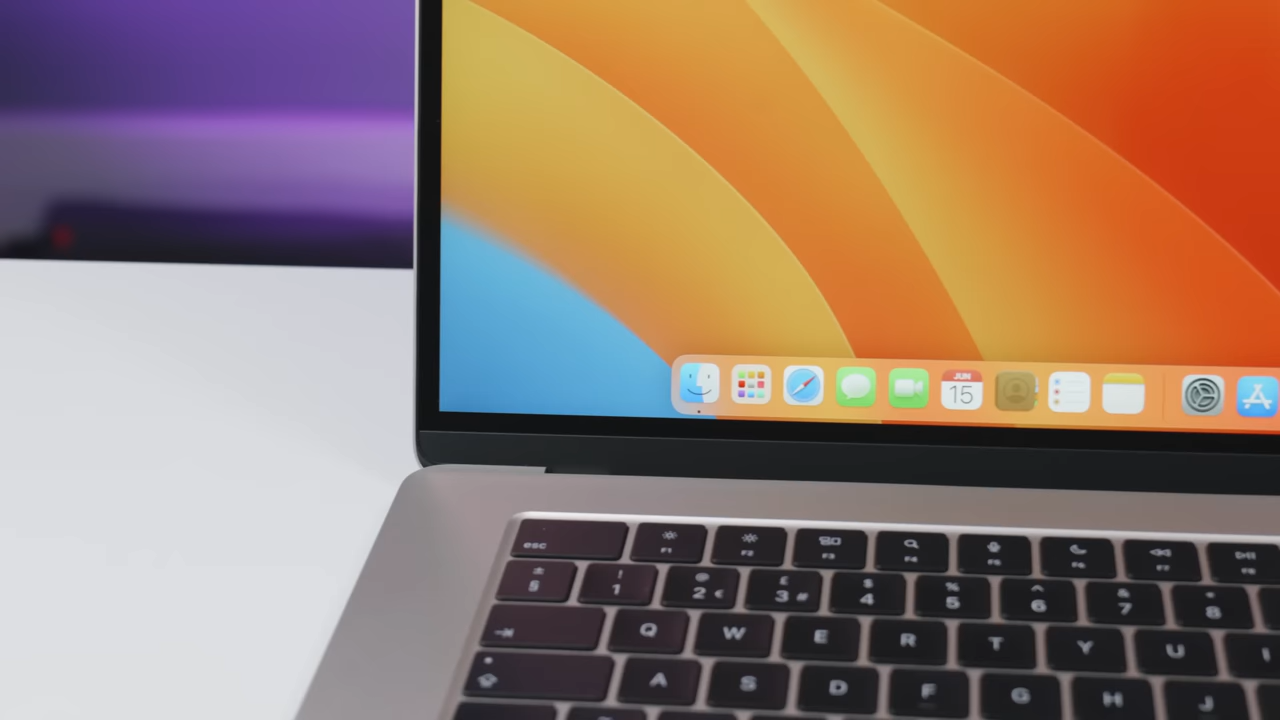 JUN
15
esc F1 F2 F3 F4 F5 F6 F7 F8
± § ! 1 @ 2 € £ 3 # $ 4 % 5 ^ 6 & 7 * 8
Q W E R T Y U I
A S D F G H J